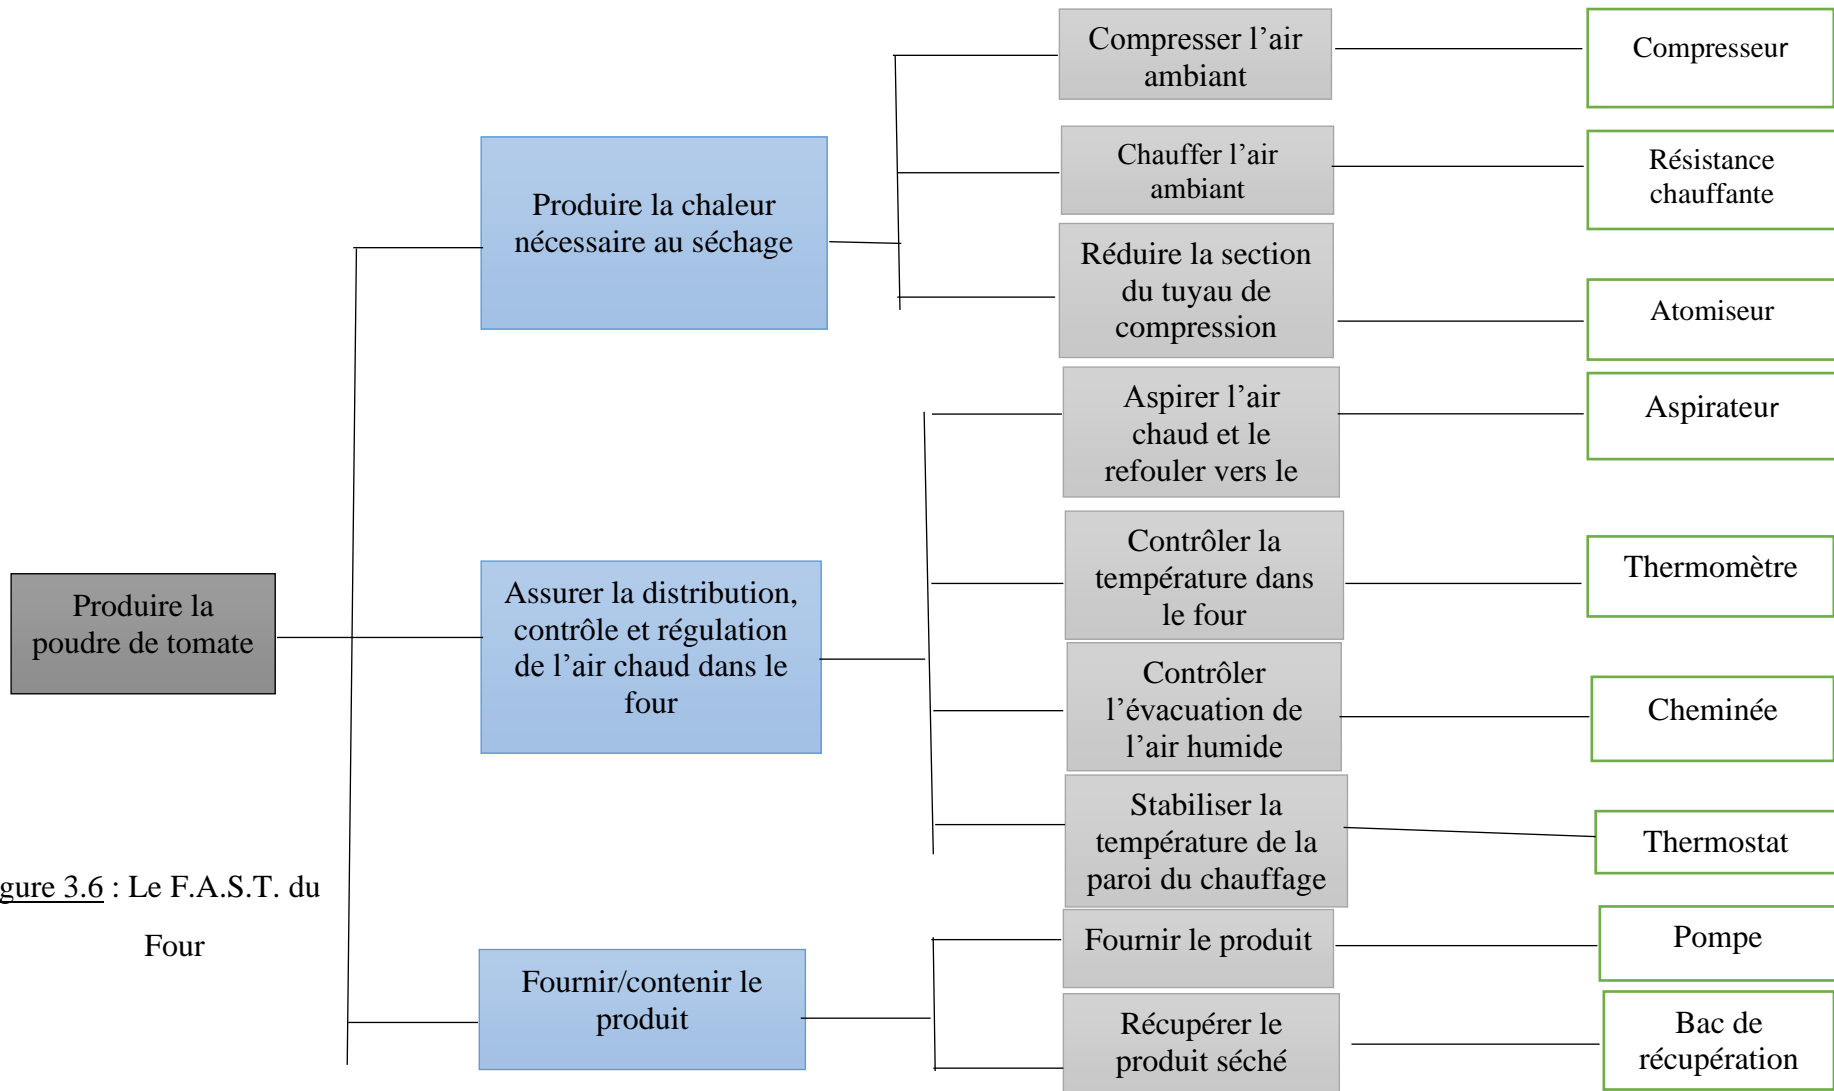 Compresser l’air
ambiant
Compresseur
Chauffer l’air
ambiant
Résistance
chauffante
Produire la chaleur
nécessaire au séchage
Réduire la section
du tuyau de
compression
Atomiseur
Aspirer l’air
chaud et le
refouler vers le
Aspirateur
Contrôler la
température dans
le four
Thermomètre
Produire la
poudre de tomate
Assurer la distribution,
contrôle et régulation
de l’air chaud dans le
four
Contrôler
l’évacuation de
l’air humide
Cheminée
Stabiliser la
température de la
paroi du chauffage
Thermostat
gure 3.6 : Le F.A.S.T. du
Four
Fournir/contenir le
produit
Fournir le produit
Pompe
Récupérer le
produit séché
Bac de
récupération